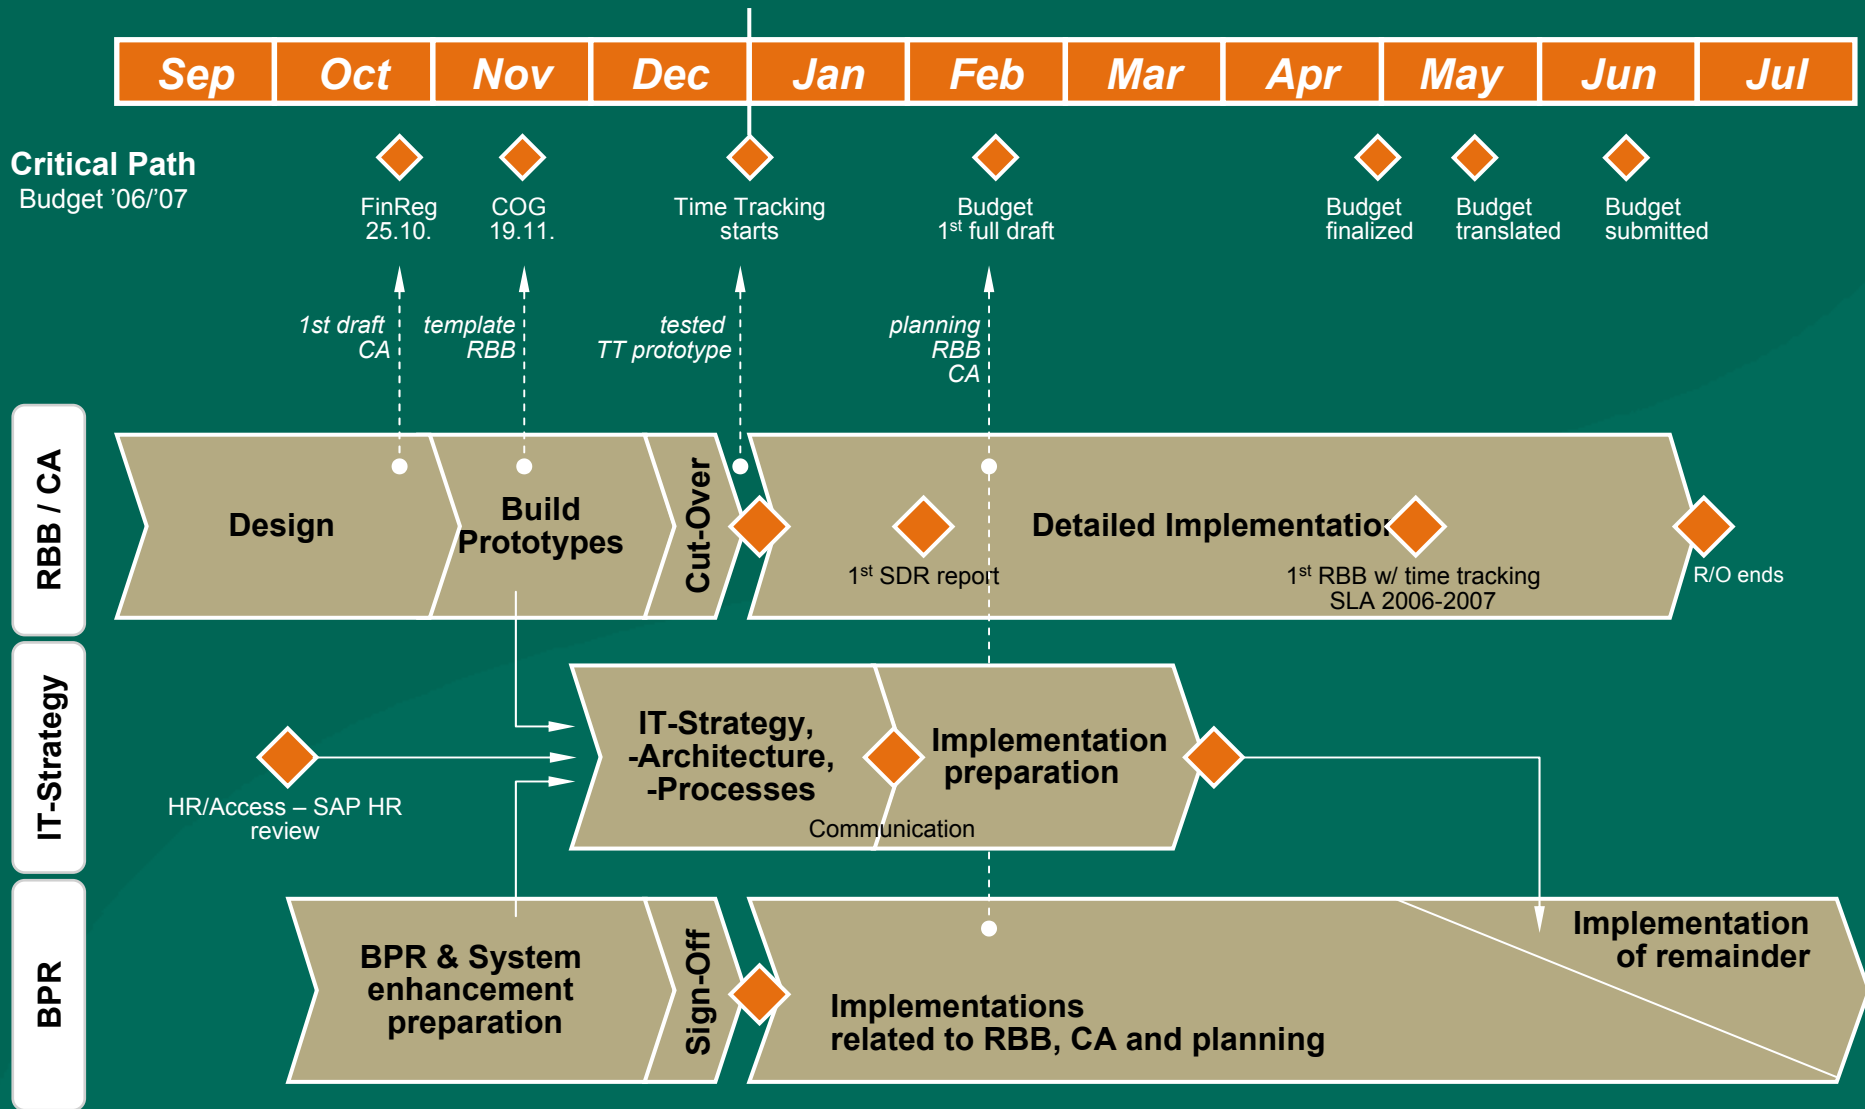 Sep Oct Nov Dec Jan Feb Mar Apr May Jun Jul
Critical Path
Budget ’06/’07
FinReg
25.10.
COG
19.11.
Time Tracking
starts
Budget
1st full draft
Budget
finalized
Budget
translated
Budget
submitted
1st draft
CA
template
RBB
tested
TT prototype
planning
RBB
CA
RBB / CA
Design
Build
Prototypes
Cut-Over
Detailed Implementation
1st SDR report
1st RBB w/ time tracking
SLA 2006-2007
R/O ends
IT-Strategy
HR/Access – SAP HR
review
IT-Strategy,
-Architecture,
-Processes
Implementation
preparation
Communication
BPR
BPR & System
enhancement
preparation
Sign-Off
Implementations
related to RBB, CA and planning
Implementation
of remainder